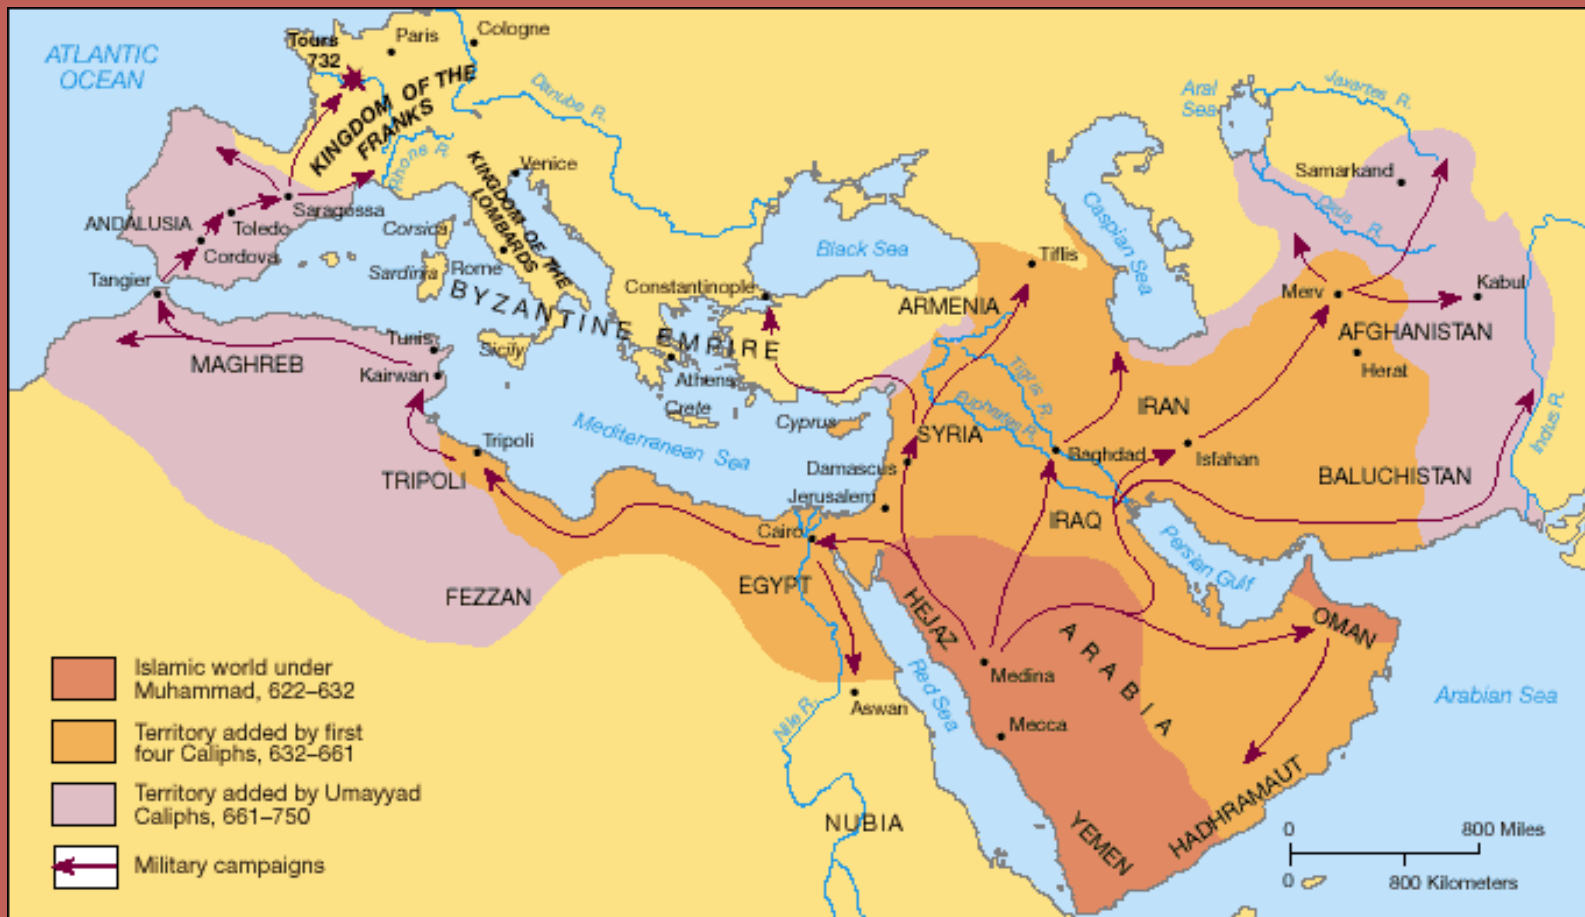 ATLANTIC
OCEAN
Tours
732
Paris
Cologne
KINGDOM OF THE
FRANKS
Danube R.
Rhone R.
Venice
KINGDOM OF THE
LOMBARDS
Aral
Sea
Jaxartes R.
Samarkand
Oxus R.
ANDALUSIA
Saragossa
Toledo
Cordova
Corsica
Sardinia
Rome
Black Sea
Caspian Sea
Tiflis
Tangier
Constantinople
BYZANTINE EMPIRE
ARMENIA
Merv
Kabul
AFGHANISTAN
Herat
MAGHREB
Tunis
Kairwan
Sicily
Athens
Crete
Cyprus
Mediterranean Sea
Tigris R.
Euphrates R.
SYRIA
IRAN
Indus R.
Tripoli
TRIPOLI
Damascus
Jerusalem
Baghdad
Isfahan
BALUCHISTAN
Cairo
IRAQ
Persian Gulf
FEZZAN
EGYPT
HEJAZ
ARABIA
OMAN
Medina
Red Sea
Mecca
Arabian Sea
Aswan
Nile R.
NUBIA
YEMEN
HADHRAMAUT
Islamic world under
Muhammad, 622–632
Territory added by first
four Caliphs, 632–661
Territory added by Umayyad
Caliphs, 661–750
Military campaigns
0 800 Miles
0 800 Kilometers